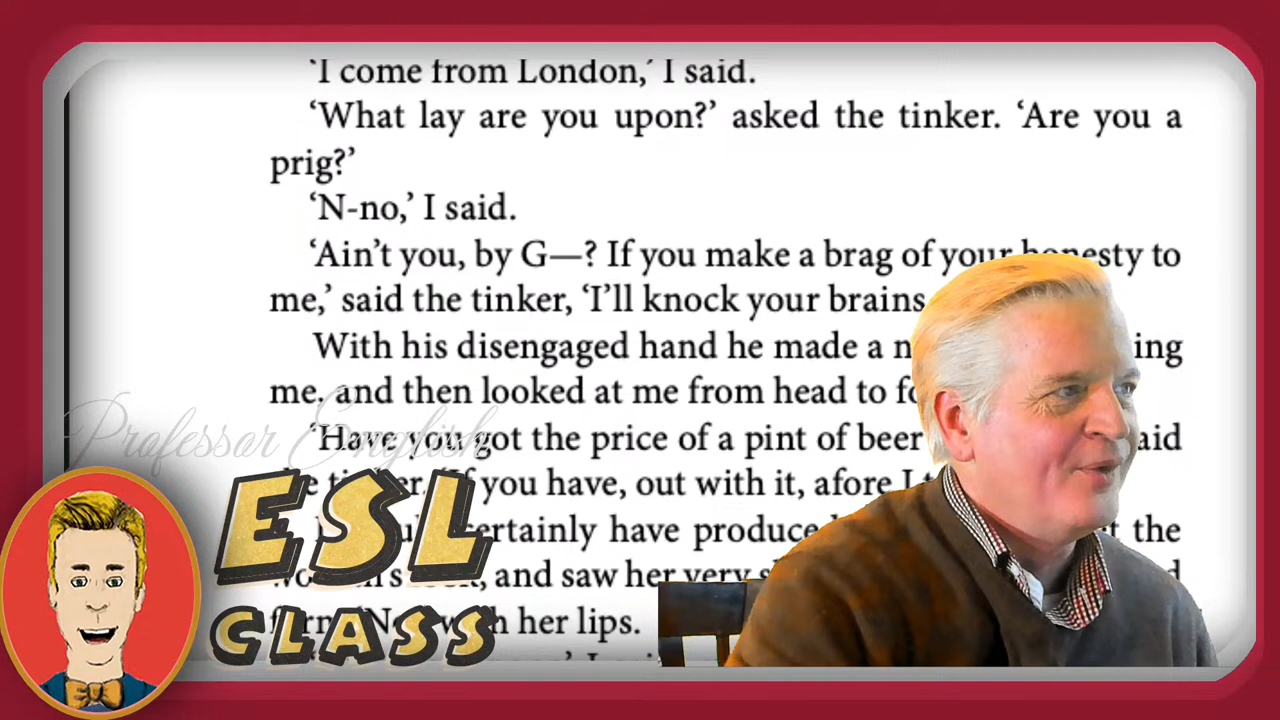 ‘I come from London,’ I said.
‘What lay are you upon?’ asked the tinker. ‘Are you a
prig?’
‘N-no,’ I said.
‘Ain’t you, by G—? If you make a brag of your honesty to
me,’ said the tinker, ‘I’ll knock your brains
With his disengaged hand he made a
me, and then looked at me from head to
‘Have you got the price of a pint of beer
you have, out with it, afore I
certainly have produced the
and saw her very
her lips.
Professor English
ESL
CLASS